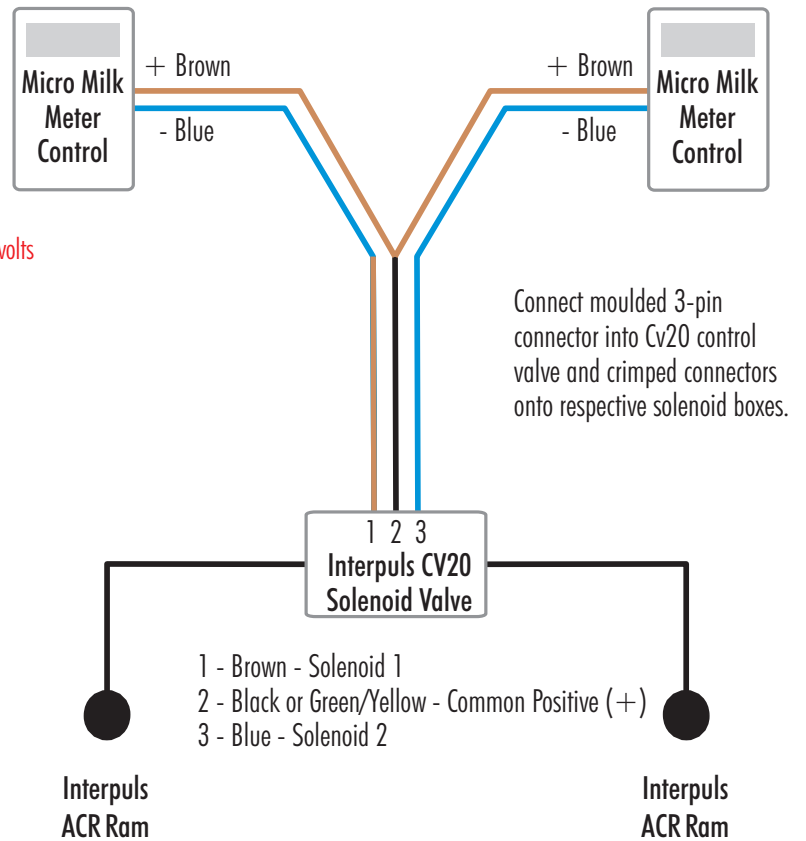 Micro Milk
Meter
Control
+ Brown
- Blue
+ Brown
- Blue
Micro Milk
Meter
Control
volts
Connect moulded 3-pin
connector into Cv20 control
valve and crimped connectors
onto respective solenoid boxes.
1 2 3
Interpuls CV20
Solenoid Valve
1 - Brown - Solenoid 1
2 - Black or Green/Yellow - Common Positive (+)
3 - Blue - Solenoid 2
Interpuls
ACR Ram
Interpuls
ACR Ram